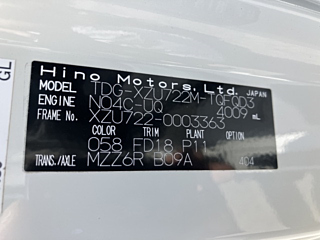 Hino Motors, Ltd. JAPAN
MODEL TDG-XZU722M-TQFQD3
ENGINE N04C-UQ 4009 mL
FRAME No. XZU722-0003363
COLOR TRIM PLANT OPTION
058 FD18 P11
TRANS./AXLE MZZ6R B09A 404
GL